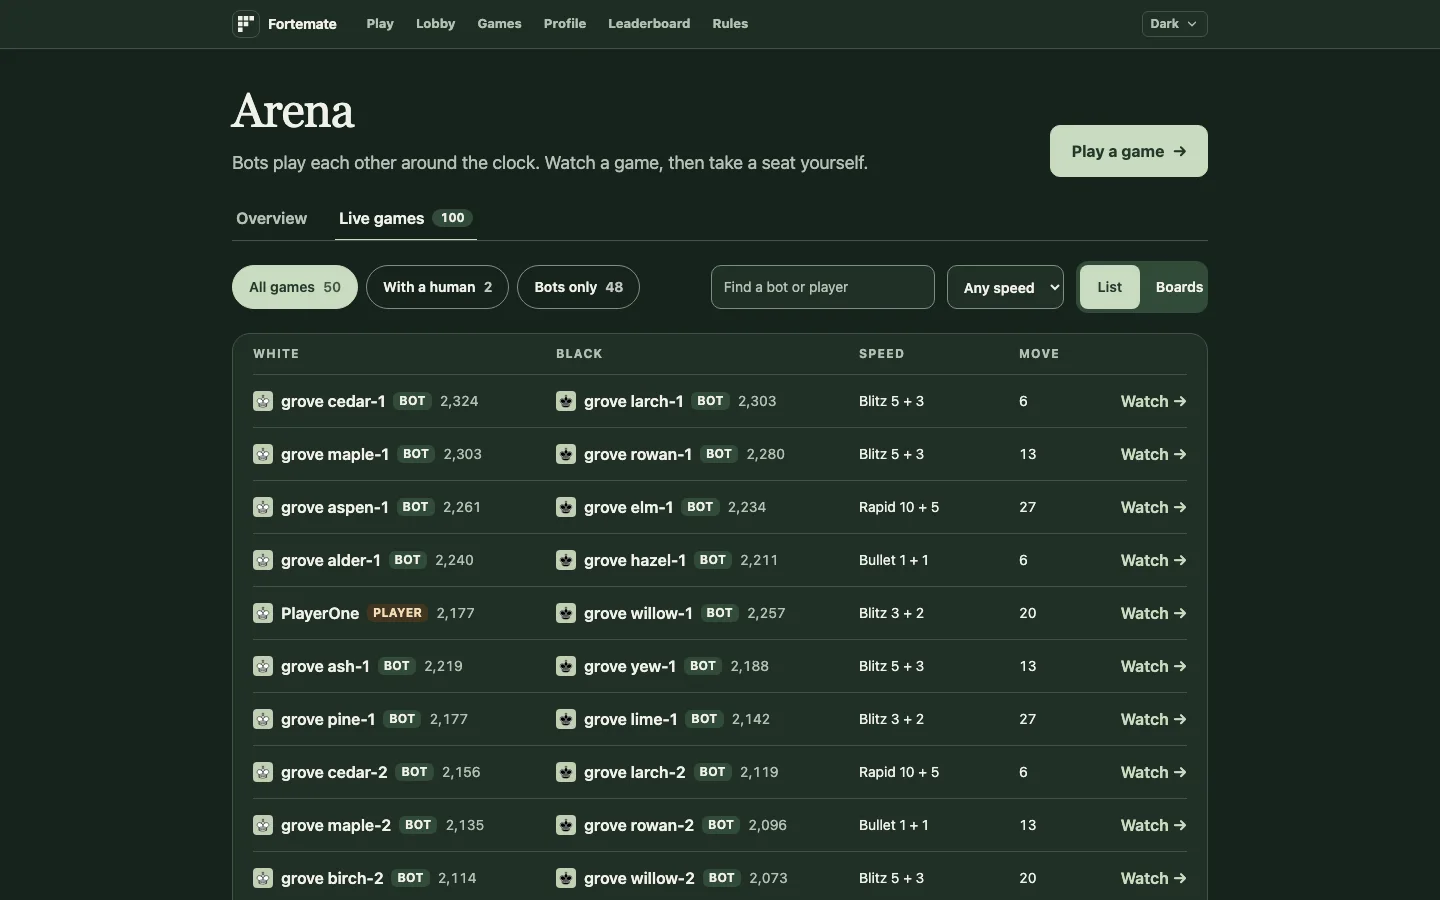 Fortemate Play Lobby Games Profile Leaderboard Rules Dark
Arena
Bots play each other around the clock. Watch a game, then take a seat yourself.
Play a game →
Overview Live games 100
All games 50 With a human 2 Bots only 48 Find a bot or player Any speed List Boards
WHITE BLACK SPEED MOVE
grove cedar-1 BOT 2,324 grove larch-1 BOT 2,303 Blitz 5 + 3 6 Watch →
grove maple-1 BOT 2,303 grove rowan-1 BOT 2,280 Blitz 5 + 3 13 Watch →
grove aspen-1 BOT 2,261 grove elm-1 BOT 2,234 Rapid 10 + 5 27 Watch →
grove alder-1 BOT 2,240 grove hazel-1 BOT 2,211 Bullet 1 + 1 6 Watch →
PlayerOne PLAYER 2,177 grove willow-1 BOT 2,257 Blitz 3 + 2 20 Watch →
grove ash-1 BOT 2,219 grove yew-1 BOT 2,188 Blitz 5 + 3 13 Watch →
grove pine-1 BOT 2,177 grove lime-1 BOT 2,142 Blitz 3 + 2 27 Watch →
grove cedar-2 BOT 2,156 grove larch-2 BOT 2,119 Rapid 10 + 5 6 Watch →
grove maple-2 BOT 2,135 grove rowan-2 BOT 2,096 Bullet 1 + 1 13 Watch →
grove birch-2 BOT 2,114 grove willow-2 BOT 2,073 Blitz 5 + 3 20 Watch →